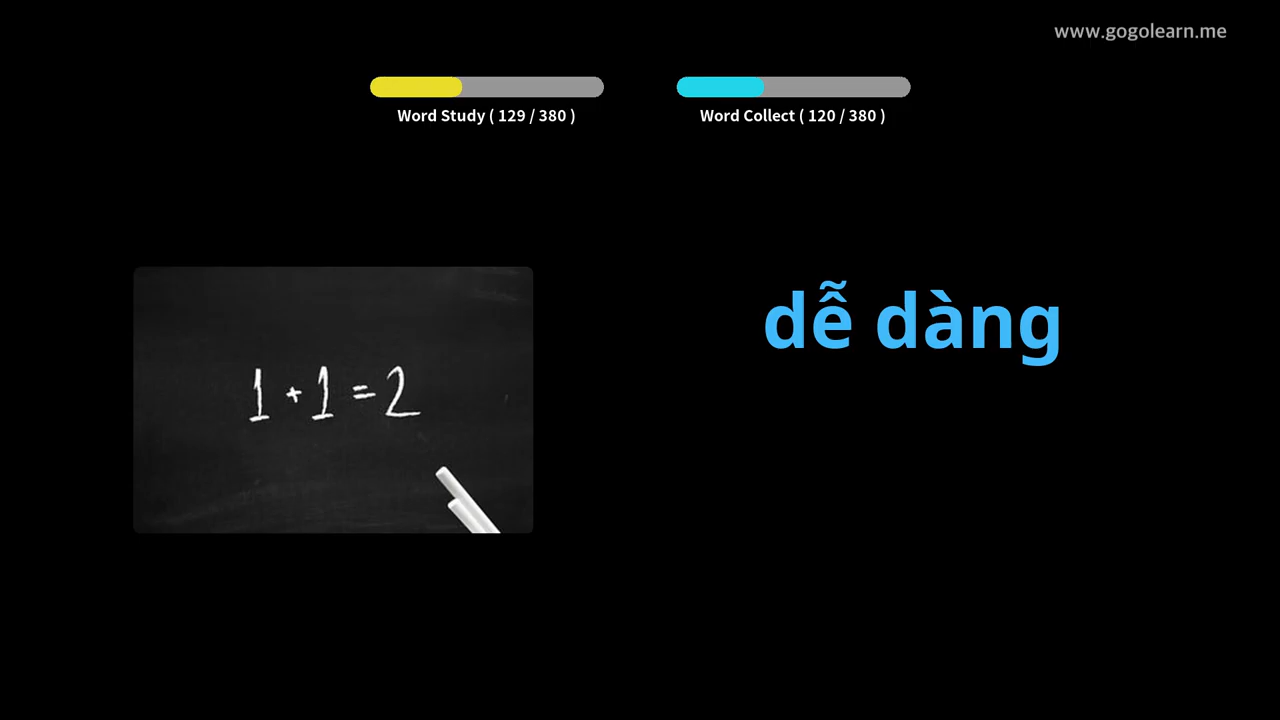 www.gogolearn.me
Word Study ( 129 / 380 )
Word Collect ( 120 / 380 )
dễ dàng
1 + 1 = 2